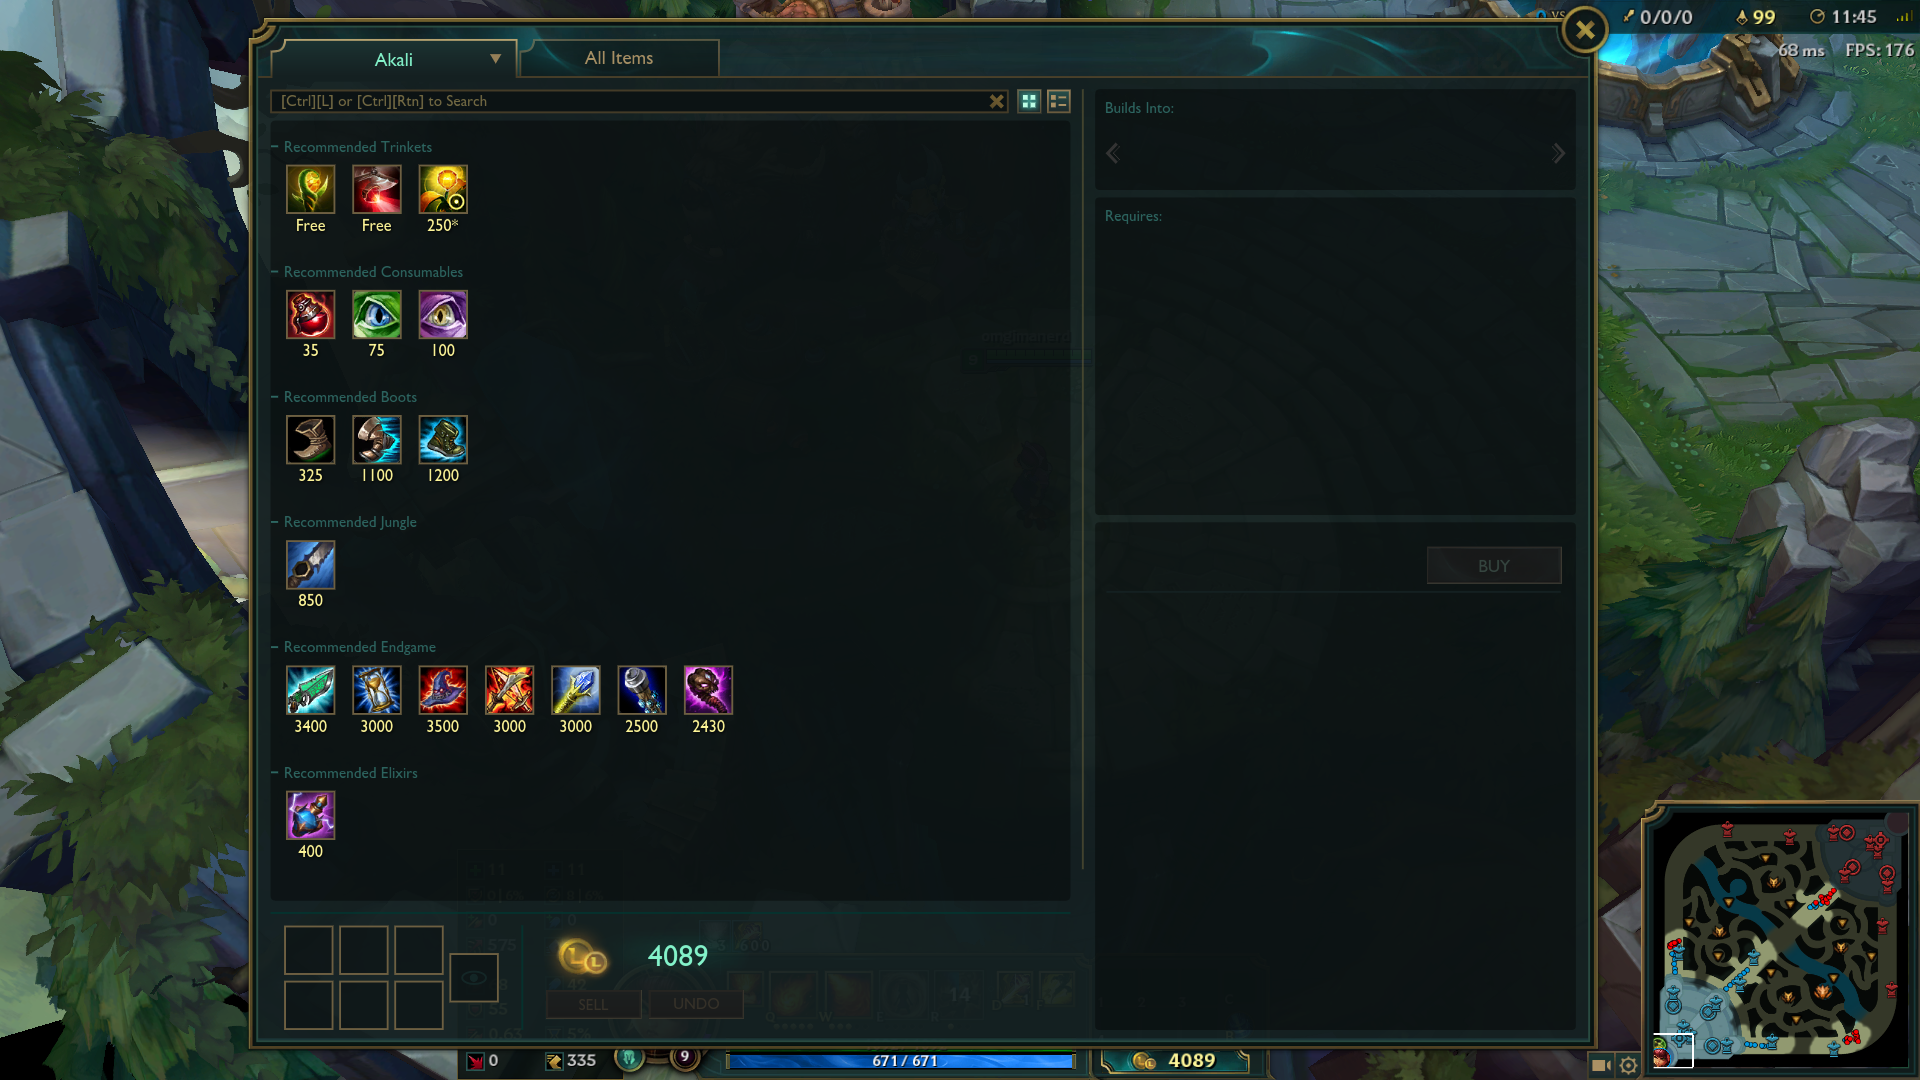 VS
0/0/0
99
11:45
68 ms FPS: 176
Akali
All Items
[Ctrl][L] or [Ctrl][Rtn] to Search
Recommended Trinkets
Free
Free
250*
Recommended Consumables
35
75
100
Recommended Boots
325
1100
1200
Recommended Jungle
850
Recommended Endgame
3400
3000
3500
3000
3000
2500
2430
Recommended Elixirs
400
Builds Into:
Requires:
BUY
4089
SELL
UNDO
0
335
9
671 / 671
4089